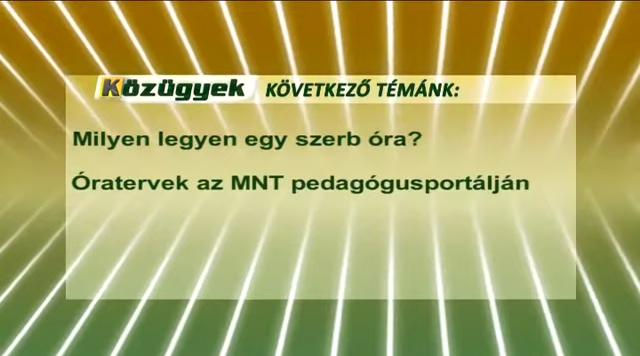 Közügyek KÖVETKEZŐ TÉMÁNK:
Milyen legyen egy szerb óra?
Óratervek az MNT pedagógusportálján